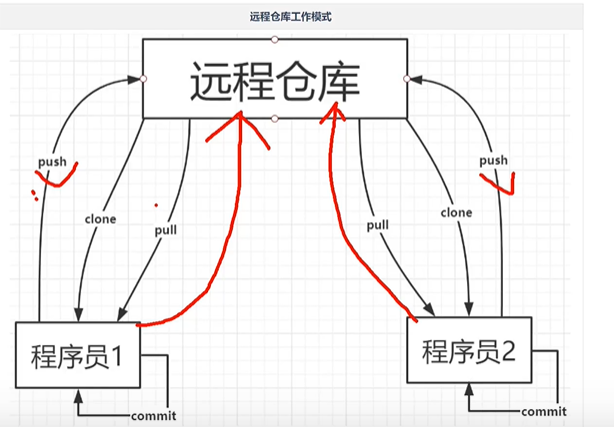 远程仓库工作模式
远程仓库
push
clone
pull
pull
clone
push
程序员1
程序员2
commit
commit